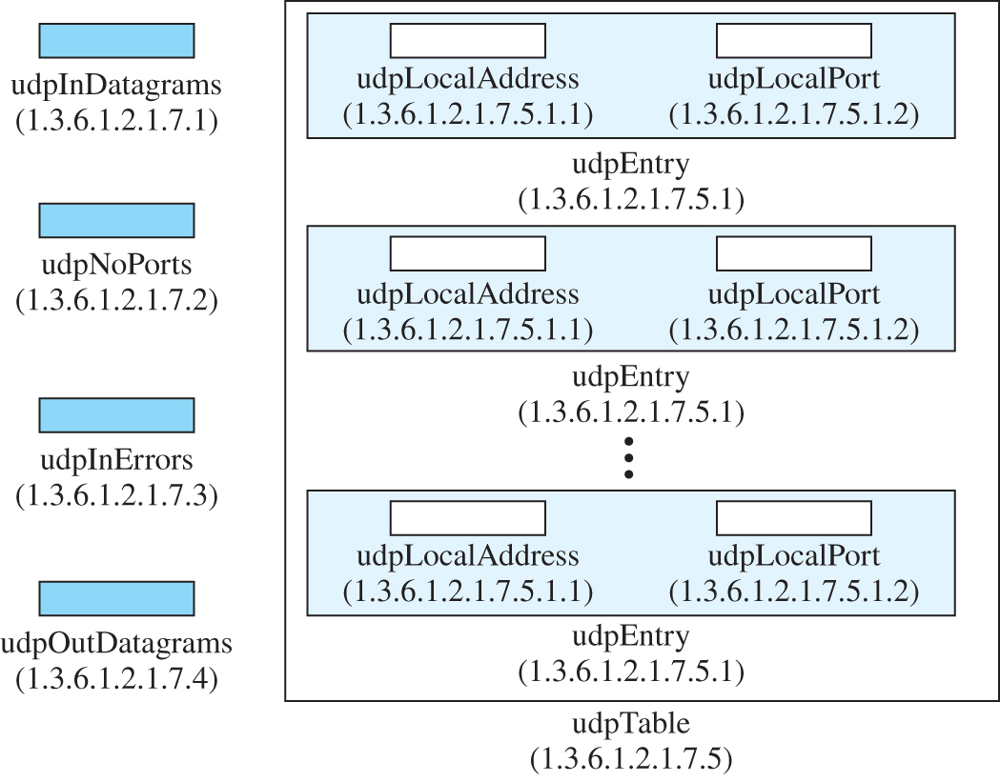 udpInDatagrams
(1.3.6.1.2.1.7.1)
udpNoPorts
(1.3.6.1.2.1.7.2)
udpInErrors
(1.3.6.1.2.1.7.3)
udpOutDatagrams
(1.3.6.1.2.1.7.4)
udpLocalAddress
(1.3.6.1.2.1.7.5.1.1)
udpLocalPort
(1.3.6.1.2.1.7.5.1.2)
udpEntry
(1.3.6.1.2.1.7.5.1)
udpLocalAddress
(1.3.6.1.2.1.7.5.1.1)
udpLocalPort
(1.3.6.1.2.1.7.5.1.2)
udpEntry
(1.3.6.1.2.1.7.5.1)
udpLocalAddress
(1.3.6.1.2.1.7.5.1.1)
udpLocalPort
(1.3.6.1.2.1.7.5.1.2)
udpEntry
(1.3.6.1.2.1.7.5.1)
udpTable
(1.3.6.1.2.1.7.5)